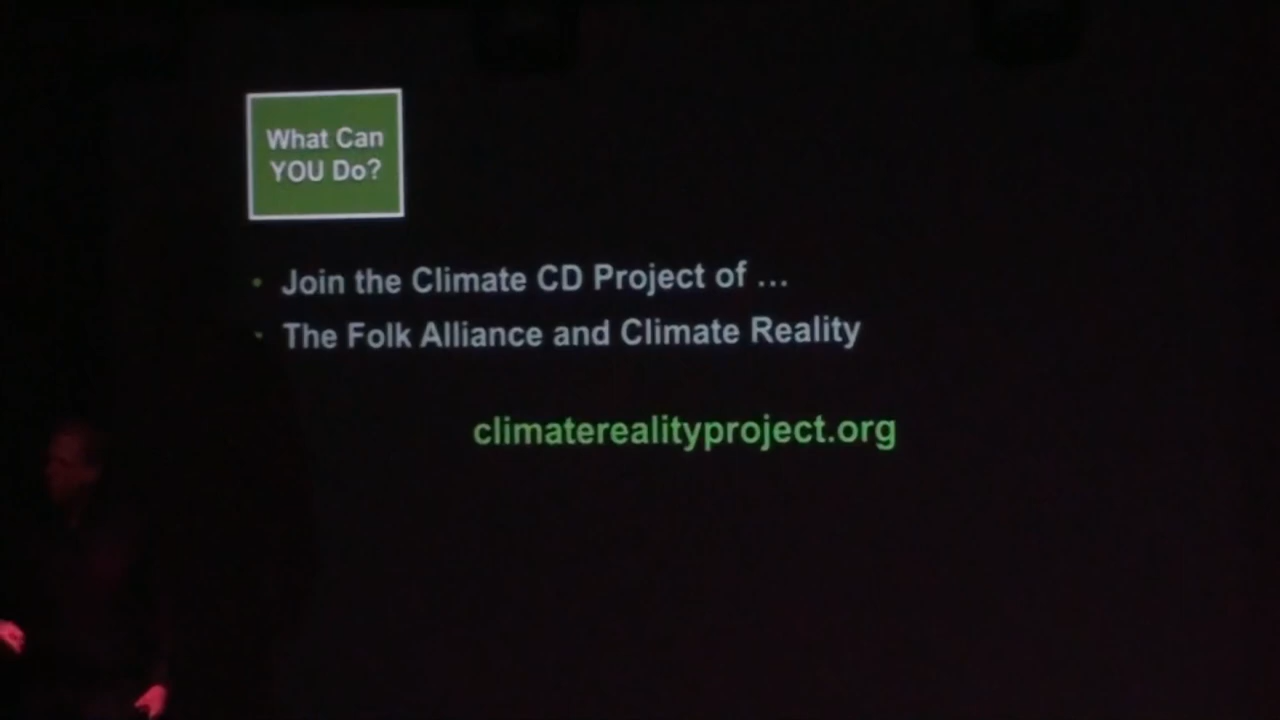 What Can
YOU Do?
• Join the Climate CD Project of ...
• The Folk Alliance and Climate Reality
climaterealityproject.org